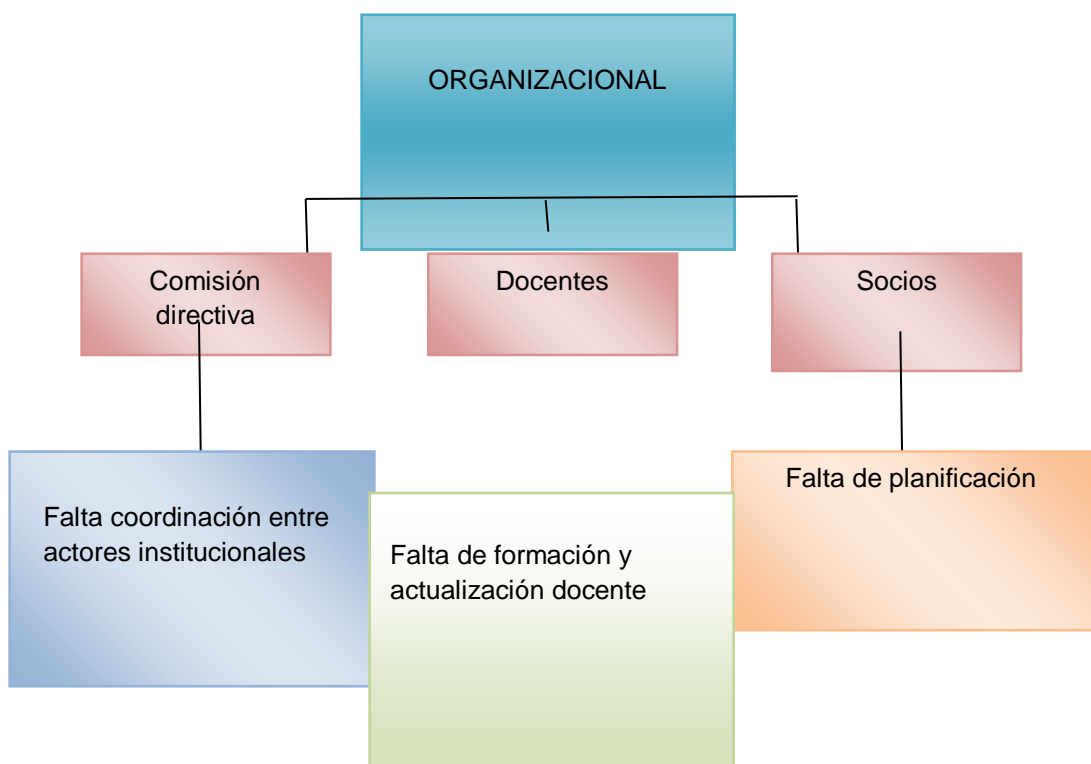 ORGANIZACIONAL
Comisión
directiva
Docentes
Socios
Falta coordinación entre
actores institucionales
Falta de formación y
actualización docente
Falta de planificación